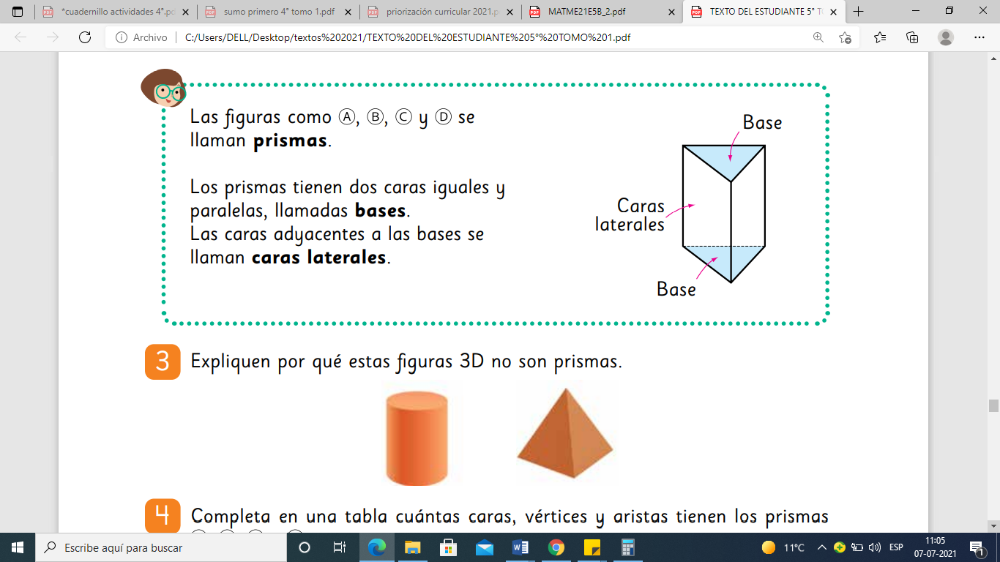 *cuadernillo actividades 4°.pd
sumo primero 4° tomo 1.pdf
priorización curricular 2021.p
MATME21E5B_2.pdf
TEXTO DEL ESTUDIANTE 5° T
Archivo
C:/Users/DELL/Desktop/textos%202021/TEXTO%20DEL%20ESTUDIANTE%205°%20TOMO%201.pdf
Las figuras como Ⓐ, Ⓑ, Ⓒ y Ⓓ se
llaman prismas.
Los prismas tienen dos caras iguales y
paralelas, llamadas bases.
Las caras adyacentes a las bases se
llaman caras laterales.
Base
Caras
laterales
Base
3 Expliquen por qué estas figuras 3D no son prismas.
4 Completa en una tabla cuántas caras, vértices y aristas tienen los prismas
Escribe aquí para buscar
11°C
ESP
11:05
07-07-2021
1